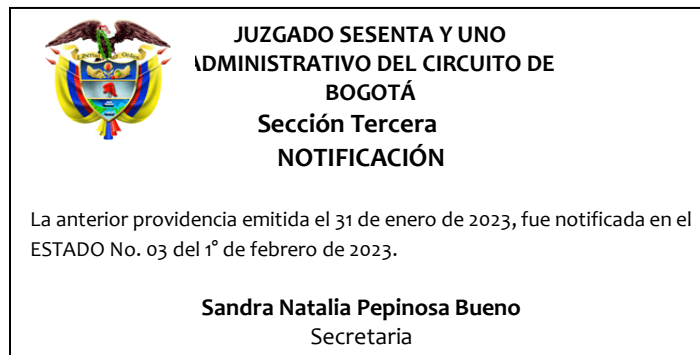 JUZGADO SESENTA Y UNO
ADMINISTRATIVO DEL CIRCUITO DE
BOGOTÁ
Sección Tercera
NOTIFICACIÓN
La anterior providencia emitida el 31 de enero de 2023, fue notificada en el
ESTADO No. 03 del 1° de febrero de 2023.
Sandra Natalia Pepinosa Bueno
Secretaria